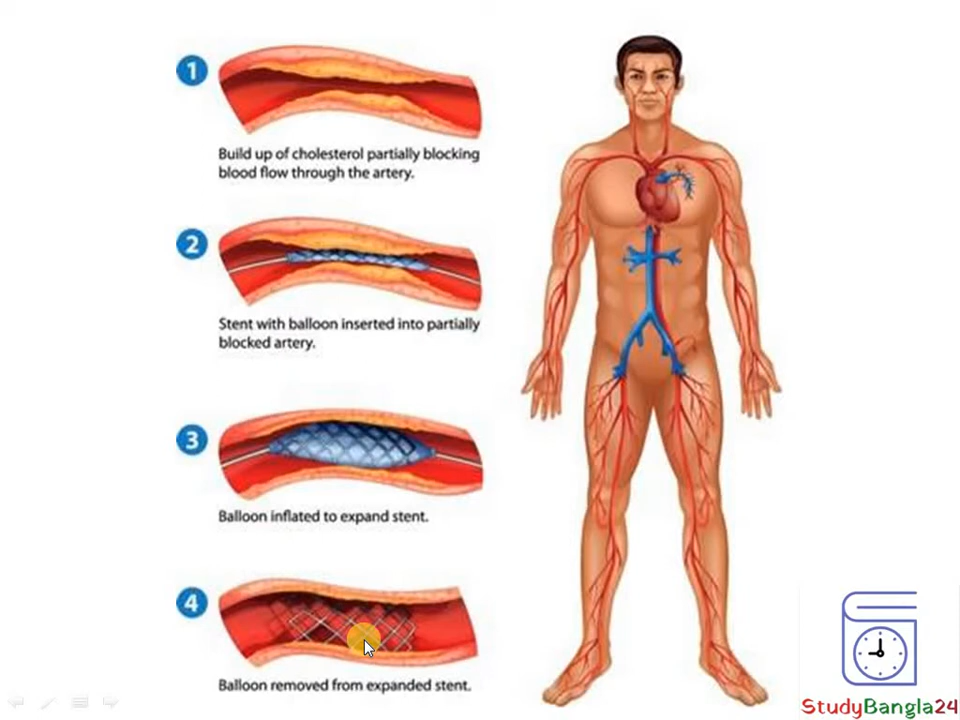 1
Build up of cholesterol partially blocking
blood flow through the artery.
2
Stent with balloon inserted into partially
blocked artery.
3
Balloon inflated to expand stent.
4
Balloon removed from expanded stent.
StudyBangla24